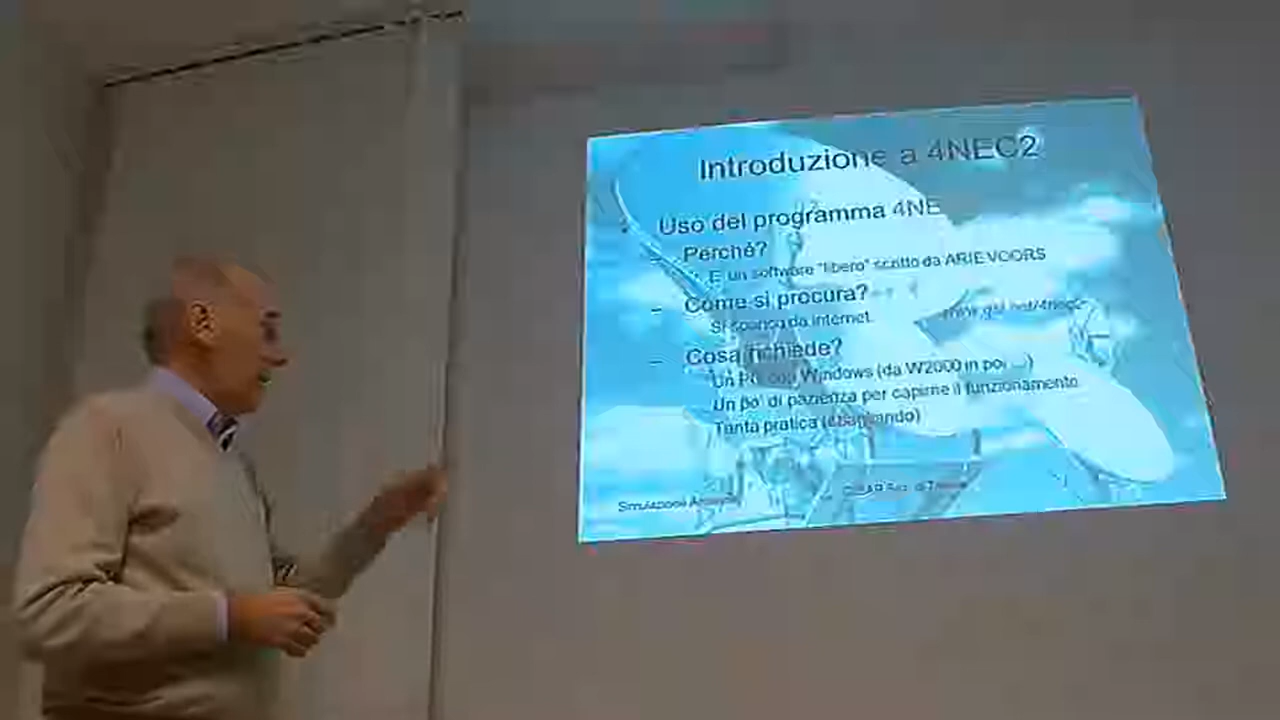 Introduzione a 4NEC2
Uso del programma 4NE
– Perché?
E' un software "libero" scritto da ARIE VOORS
– Come si procura?
Si scarica da internet
– Cosa richiede?
Un PC con Windows (da W2000 in poi ...)
Un po' di pazienza per capirne il funzionamento
Tanta pratica (sbagliando)
Simulazione